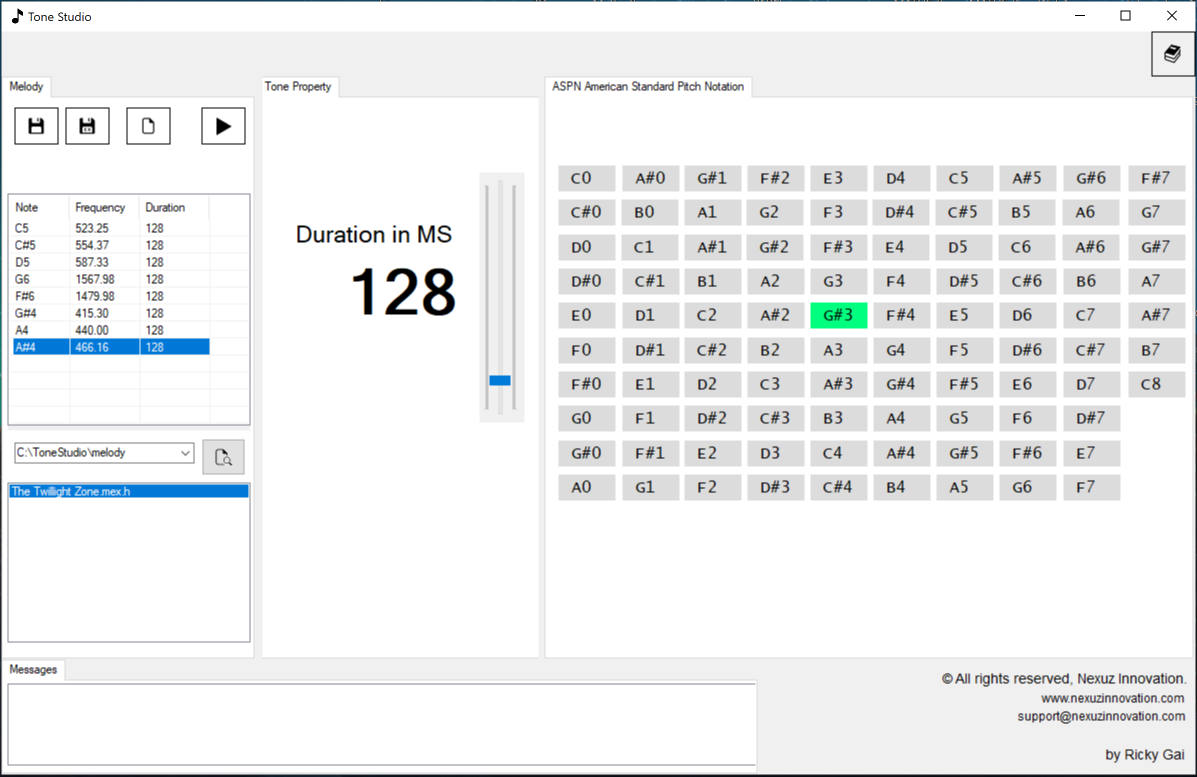 Tone Studio
Melody
Tone Property
ASPN American Standard Pitch Notation
Note Frequency Duration
C5 523.25 128
C#5 554.37 128
D5 587.33 128
G6 1567.98 128
F#6 1479.98 128
G#4 415.30 128
A4 440.00 128
A#4 466.16 128
C:\ToneStudio\melody
The Twillight Zone.mex.h
Duration in MS
128
C0 A#0 G#1 F#2 E3 D4 C5 A#5 G#6 F#7
C#0 B0 A1 G2 F3 D#4 C#5 B5 A6 G7
D0 C1 A#1 G#2 F#3 E4 D5 C6 A#6 G#7
D#0 C#1 B1 A2 G3 F4 D#5 C#6 B6 A7
E0 D1 C2 A#2 G#3 F#4 E5 D6 C7 A#7
F0 D#1 C#2 B2 A3 G4 F5 D#6 C#7 B7
F#0 E1 D2 C3 A#3 G#4 F#5 E6 D7 C8
G0 F1 D#2 C#3 B3 A4 G5 F6 D#7
G#0 F#1 E2 D3 C4 A#4 G#5 F#6 E7
A0 G1 F2 D#3 C#4 B4 A5 G6 F7
Messages
© All rights reserved, Nexuz Innovation.
www.nexuzinnovation.com
support@nexuzinnovation.com
by Ricky Gai